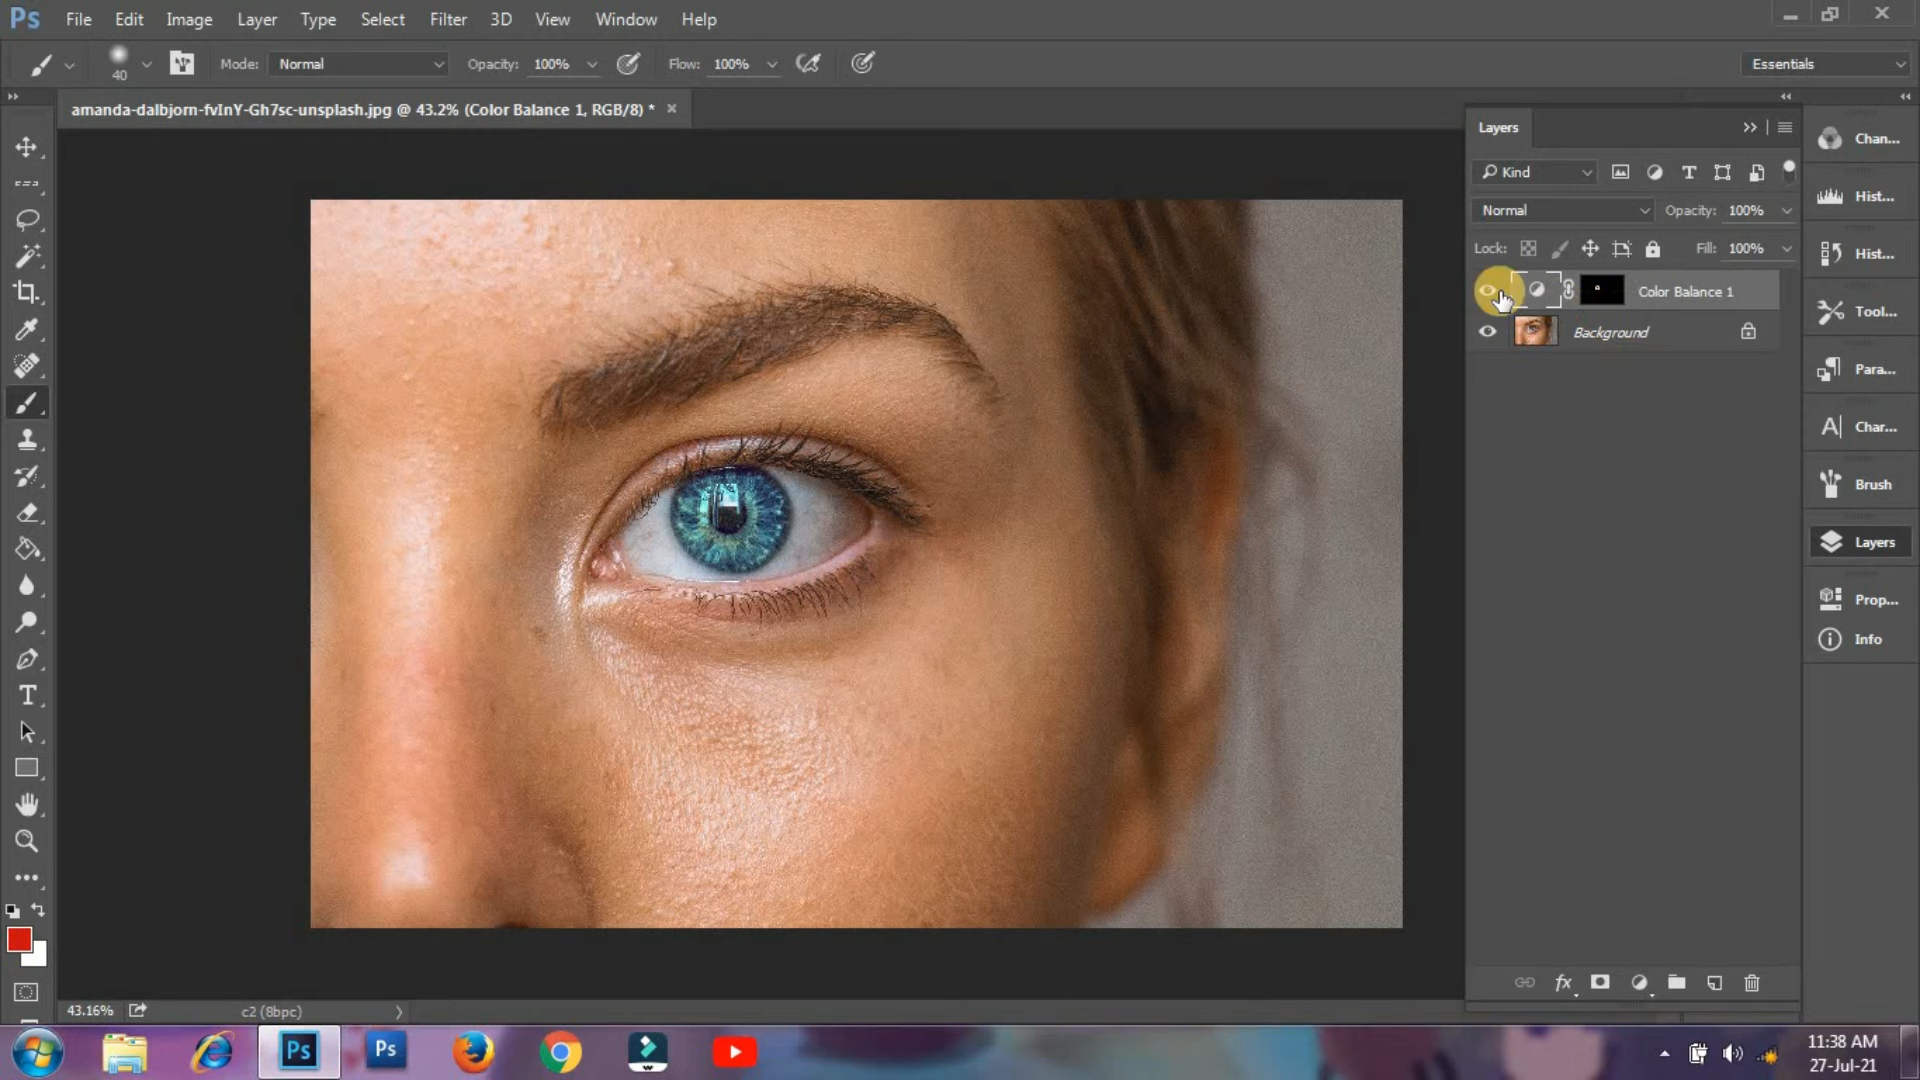 Ps File Edit Image Layer Type Select Filter 3D View Window Help
40 Mode: Normal Opacity: 100% Flow: 100% Essentials
amanda-dalbjorn-fvInY-Gh7sc-unsplash.jpg @ 43.2% (Color Balance 1, RGB/8) *
Layers
Kind
Normal Opacity: 100%
Lock: Fill: 100%
Color Balance 1
Background
Chan...
Hist...
Hist...
Tool...
Para...
Char...
Brush
Layers
Prop...
Info
fx
43.16% c2 (8bpc)
Ps Ps
11:38 AM
27-Jul-21